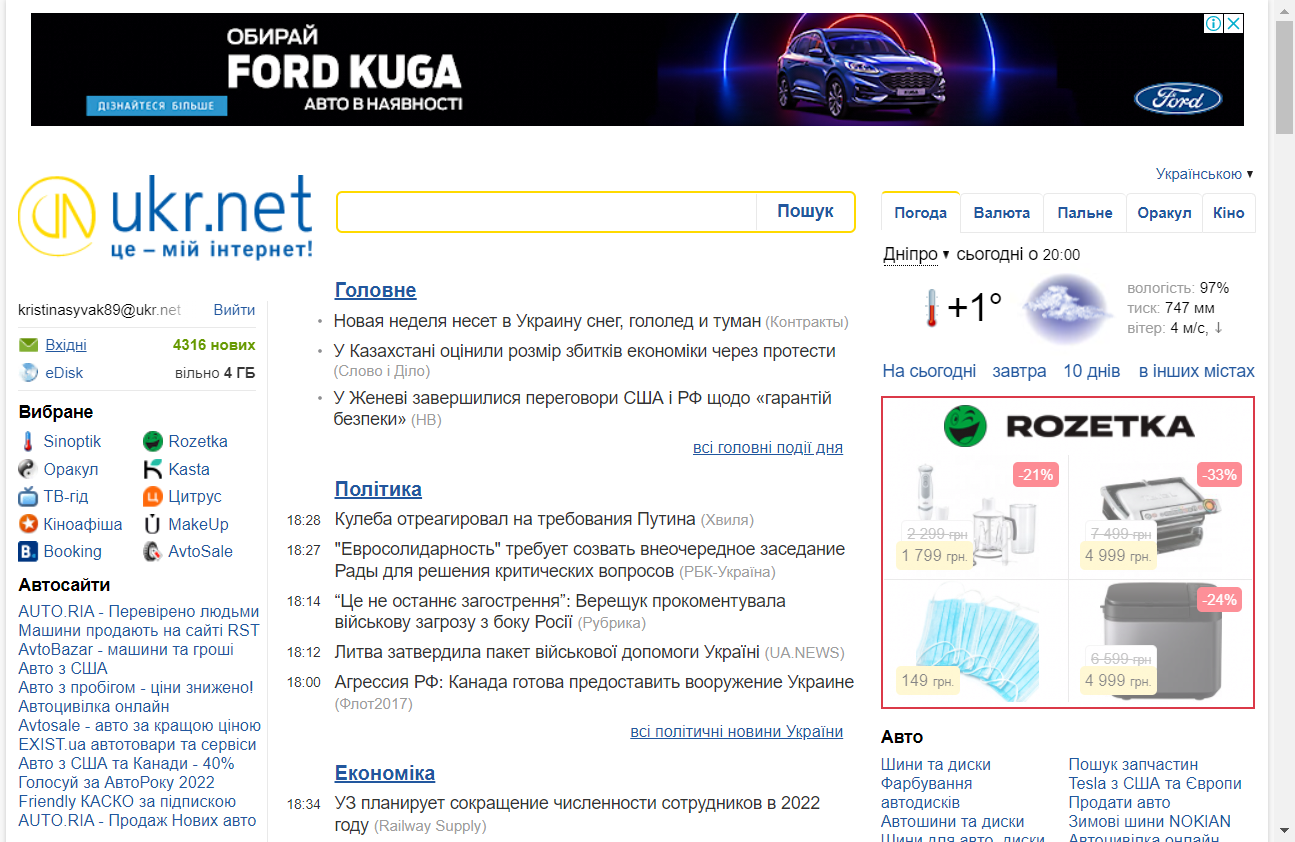 ОБИРАЙ
FORD KUGA
АВТО В НАЯВНОСТІ
ДІЗНАЙТЕСЯ БІЛЬШЕ
Ford
Українською ▾
ukr.net
це – мій інтернет!
Пошук
Погода Валюта Пальне Оракул Кіно
Дніпро ▾ сьогодні о 20:00
+1°
вологість: 97%
тиск: 747 мм
вітер: 4 м/с, ↓
На сьогодні завтра 10 днів в інших містах
kristinasyvak89@ukr.net Вийти
Вхідні 4316 нових
eDisk вільно 4 ГБ
Вибране
Sinoptik Rozetka
Оракул Kasta
ТВ-гід Цитрус
Кіноафіша MakeUp
Booking AvtoSale
Автосайти
AUTO.RIA - Перевірено людьми
Машини продають на сайті RST
AvtoBazar - машини та гроші
Авто з США
Авто з пробігом - ціни знижено!
Автоцивілка онлайн
Avtosale - авто за кращою ціною
EXIST.ua автотовари та сервіси
Авто з США та Канади - 40%
Голосуй за АвтоРоку 2022
Friendly КАСКО за підпискою
AUTO.RIA - Продаж Нових авто
Головне
Новая неделя несет в Украину снег, гололед и туман (Контракты)
У Казахстані оцінили розмір збитків економіки через протести
(Слово і Діло)
У Женеві завершилися переговори США і РФ щодо «гарантій
безпеки» (НВ)
всі головні події дня
Політика
18:28 Кулеба отреагировал на требования Путина (Хвиля)
18:27 "Евросолидарность" требует созвать внеочередное заседание
Рады для решения критических вопросов (РБК-Україна)
18:14 “Це не останнє загострення”: Верещук прокоментувала
військову загрозу з боку Росії (Рубрика)
18:12 Литва затвердила пакет військової допомоги Україні (UA.NEWS)
18:00 Агрессия РФ: Канада готова предоставить вооружение Украине
(Флот2017)
всі політичні новини України
Економіка
18:34 УЗ планирует сокращение численности сотрудников в 2022
году (Railway Supply)
ROZETKA
-21% -33%
2 299 грн 7 499 грн
1 799 грн. 4 999 грн.
-24%
6 599 грн
149 грн. 4 999 грн.
Авто
Шини та диски
Фарбування
автодисків
Автошини та диски
Шини для авто, диски
Пошук запчастин
Tesla з США та Європи
Продати авто
Зимові шини NOKIAN
Автоцивілка онлайн